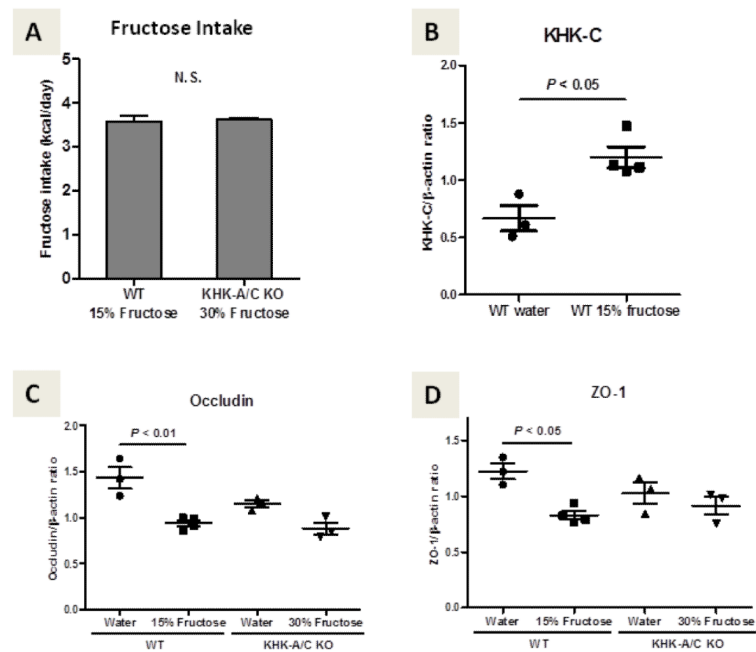 A
Fructose Intake
N.S.
Fructose intake (kcal/day)
5
4
3
2
1
0
WT
15% Fructose
KHK-A/C KO
30% Fructose
B
KHK-C
P < 0.05
KHK-C/β-actin ratio
2.0
1.5
1.0
0.5
0.0
WT water
WT 15% fructose
C
Occludin
P < 0.01
Occludin/β-actin ratio
2.0
1.5
1.0
0.5
0.0
Water
15% Fructose
Water
30% Fructose
WT
KHK-A/C KO
D
ZO-1
P < 0.05
ZO-1/β-actin ratio
1.5
1.0
0.5
0.0
Water
15% Fructose
Water
30% Fructose
WT
KHK-A/C KO